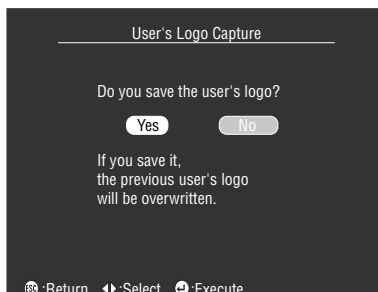 User's Logo Capture
Do you save the user's logo?
Yes No
If you save it,
the previous user's logo
will be overwritten.
ESC :Return :Select :Execute